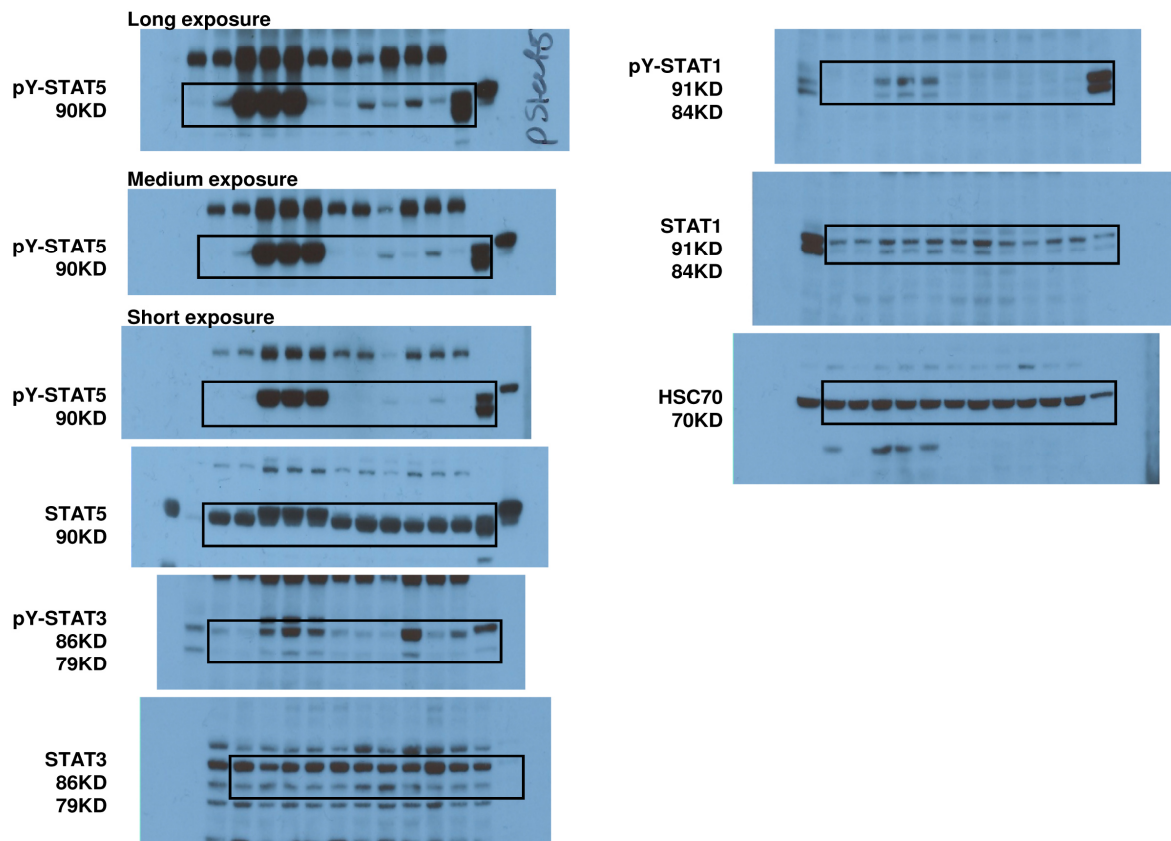 Long exposure
pY-STAT5
90KD
pStat5
Medium exposure
pY-STAT5
90KD
Short exposure
pY-STAT5
90KD
STAT5
90KD
pY-STAT3
86KD
79KD
STAT3
86KD
79KD
pY-STAT1
91KD
84KD
STAT1
91KD
84KD
HSC70
70KD